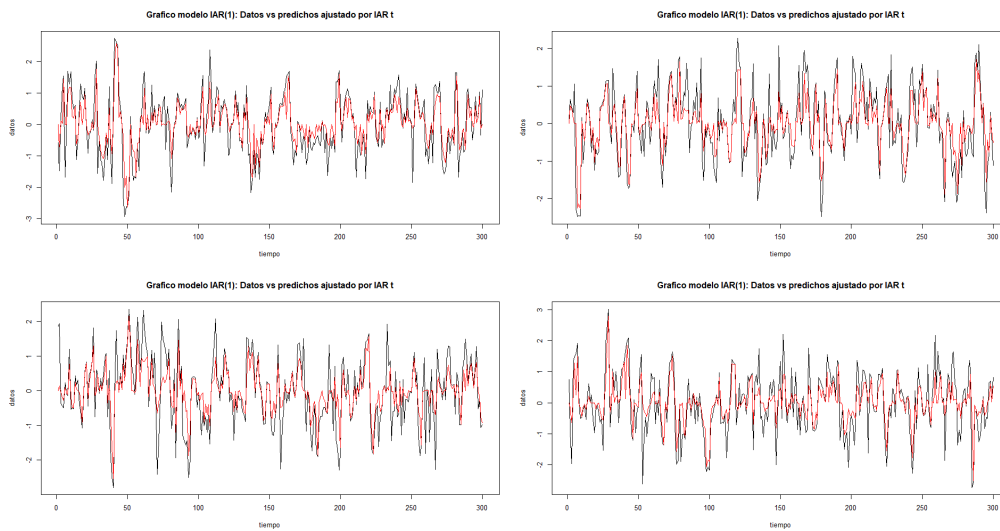 Grafico modelo IAR(1): Datos vs predichos ajustado por IAR t
datos
2
1
0
-1
-2
-3
0 50 100 150 200 250 300
tiempo
Grafico modelo IAR(1): Datos vs predichos ajustado por IAR t
datos
2
1
0
-1
-2
0 50 100 150 200 250 300
tiempo
Grafico modelo IAR(1): Datos vs predichos ajustado por IAR t
datos
2
1
0
-1
-2
0 50 100 150 200 250 300
tiempo
Grafico modelo IAR(1): Datos vs predichos ajustado por IAR t
datos
3
2
1
0
-1
-2
0 50 100 150 200 250 300
tiempo